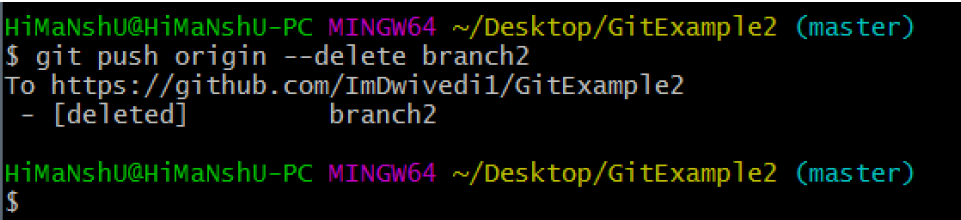 HiMaNshU@HiMaNshU-PC MINGW64 ~/Desktop/GitExample2 (master)
$ git push origin --delete branch2
To https://github.com/ImDwivedi1/GitExample2
 - [deleted]         branch2

HiMaNshU@HiMaNshU-PC MINGW64 ~/Desktop/GitExample2 (master)
$